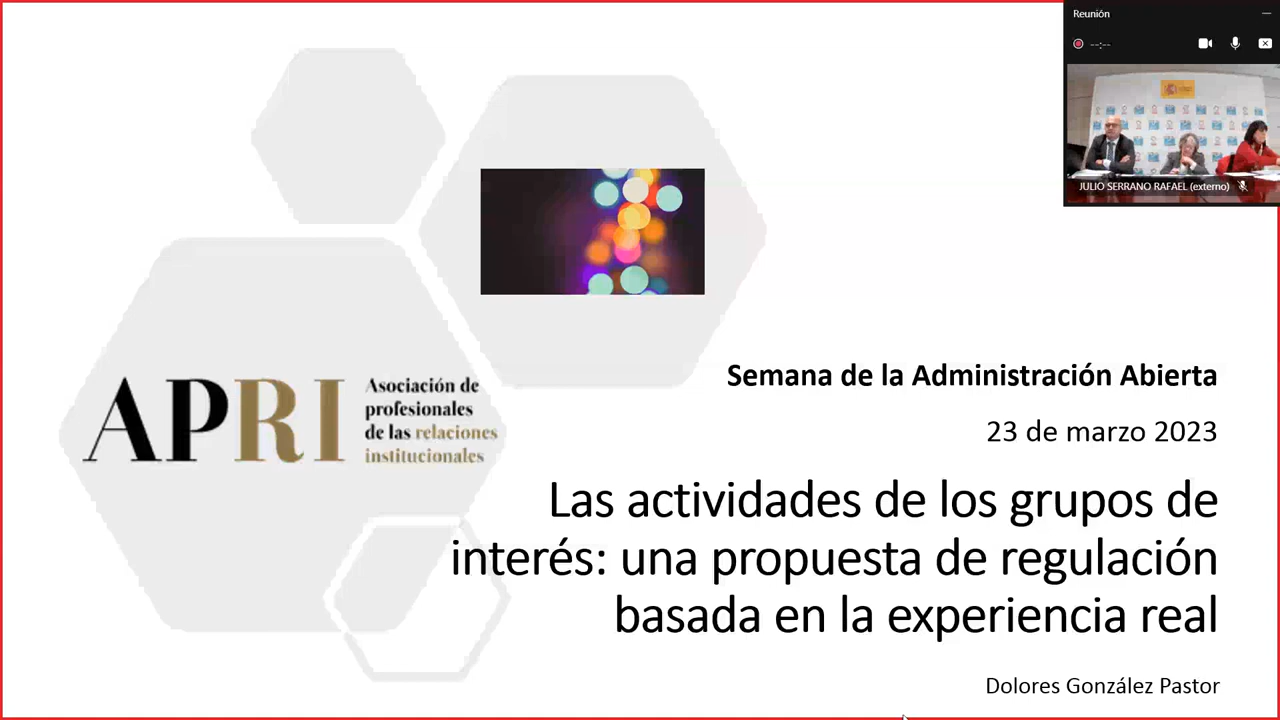 Reunión
--:--
JULIO SERRANO RAFAEL (externo)
APRI
Asociación de
profesionales
de las relaciones
institucionales
Semana de la Administración Abierta
23 de marzo 2023
Las actividades de los grupos de
interés: una propuesta de regulación
basada en la experiencia real
Dolores González Pastor